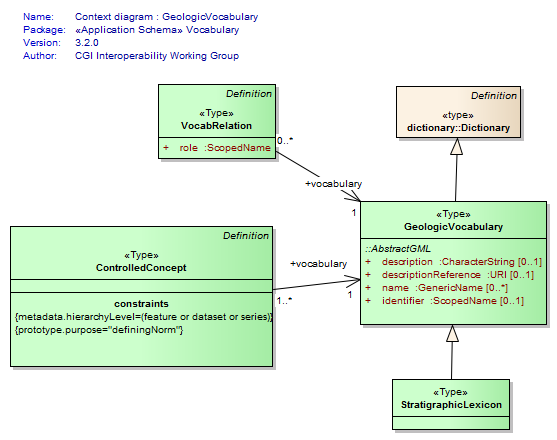 Name: Context diagram : GeologicVocabulary
Package: «Application Schema» Vocabulary
Version: 3.2.0
Author: CGI Interoperability Working Group
Definition
«Type»
VocabRelation
+ role :ScopedName
0..*
+vocabulary
1
Definition
«type»
dictionary::Dictionary
Definition
«Type»
ControlledConcept
constraints
{metadata.hierarchyLevel=(feature or dataset or series)}
{prototype.purpose="definingNorm"}
+vocabulary
1..*
1
«Type»
GeologicVocabulary
::AbstractGML
+ description :CharacterString [0..1]
+ descriptionReference :URI [0..1]
+ name :GenericName [0..*]
+ identifier :ScopedName [0..1]
«Type»
StratigraphicLexicon